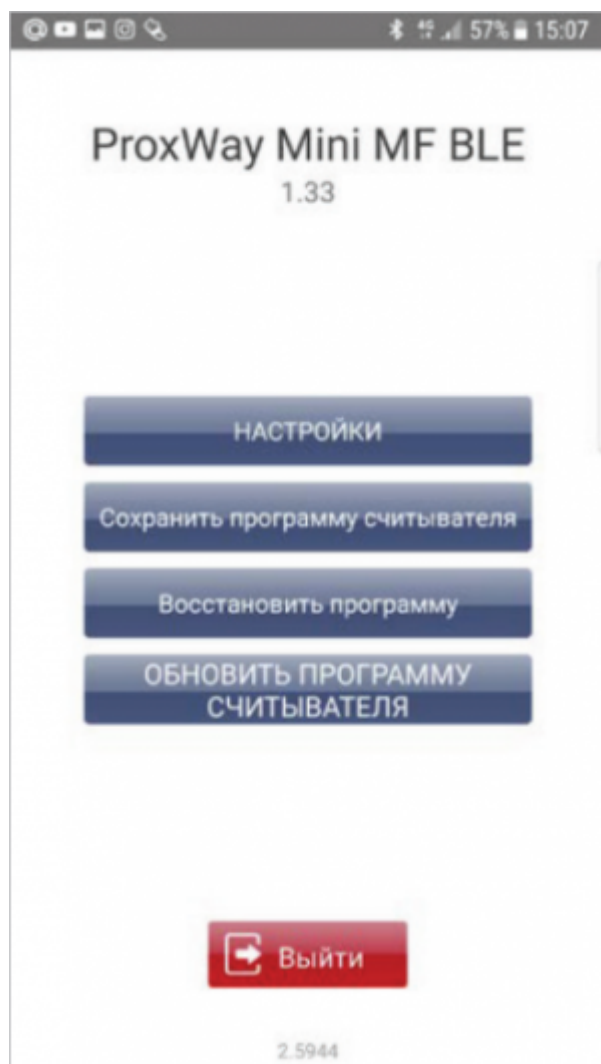 57% 15:07
ProxWay Mini MF BLE
1.33
НАСТРОЙКИ
Сохранить программу считывателя
Восстановить программу
ОБНОВИТЬ ПРОГРАММУ
СЧИТЫВАТЕЛЯ
Выйти
2.5944